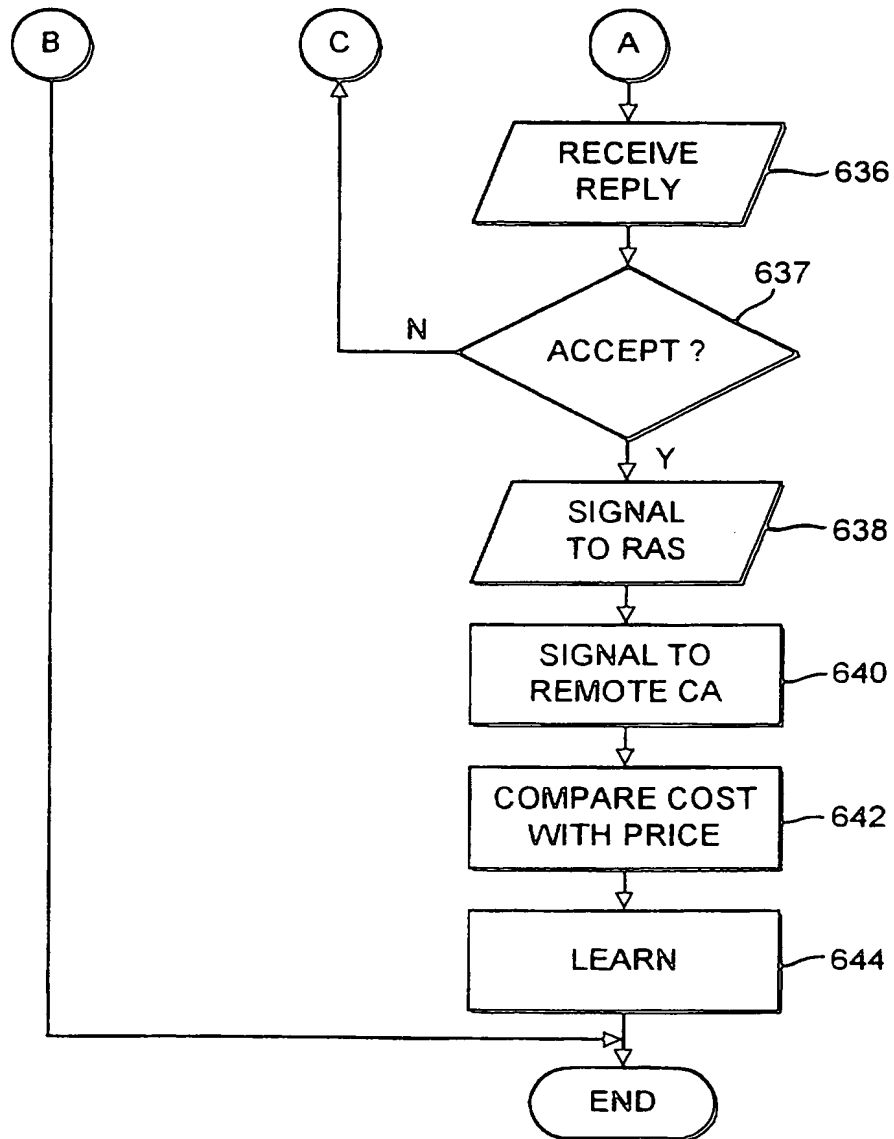 B
C
A
RECEIVE
REPLY
636
637
N
ACCEPT ?
Y
SIGNAL
TO RAS
638
SIGNAL TO
REMOTE CA
640
COMPARE COST
WITH PRICE
642
LEARN
644
END